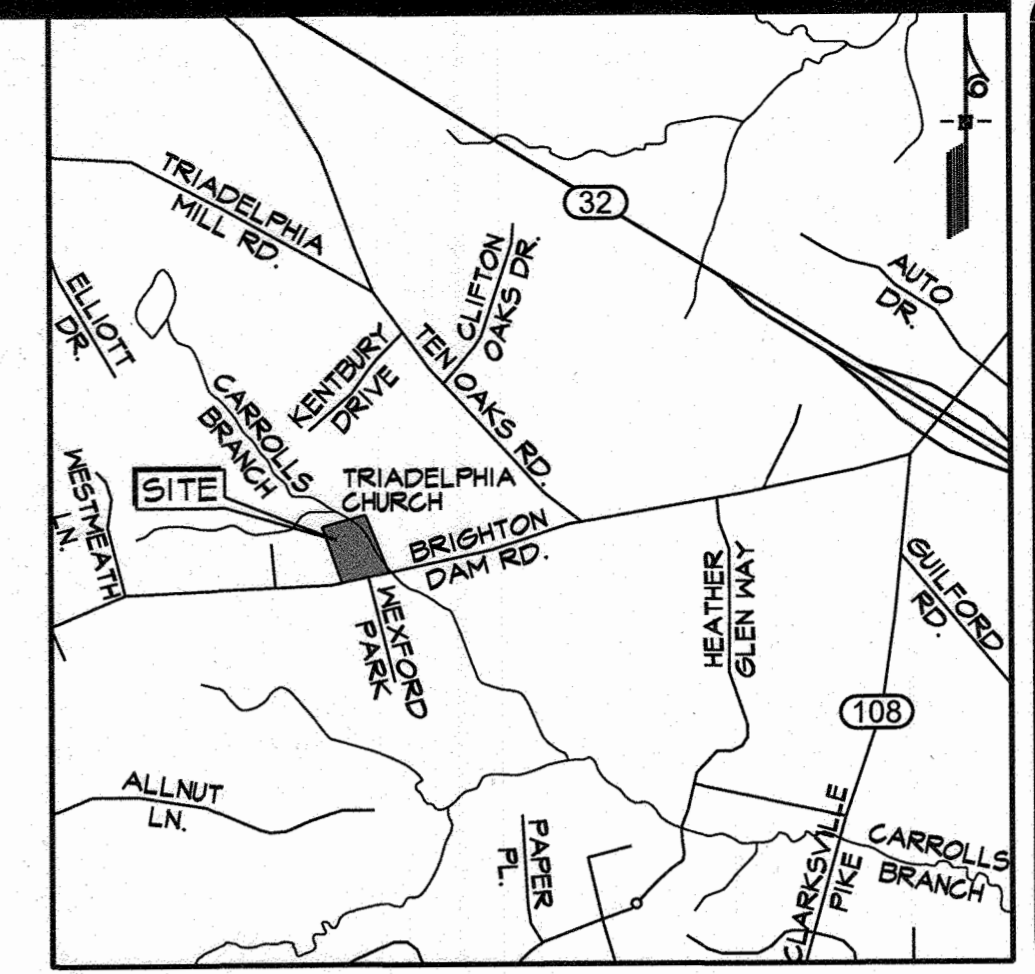 32
TRIADELPHIA
MILL RD.
CLIFTON
OAKS DR.
AUTO
DR.
ELLIOTT
DR.
KENTBURY
DRIVE
TEN OAKS RD.
CARROLLS
BRANCH
WESTMEATH
LN.
SITE
TRIADELPHIA
CHURCH
BRIGHTON
DAM RD.
HEATHER
GLEN WAY
GUILFORD
RD.
WEXFORD
PARK
108
ALLNUT
LN.
PAPER
PL.
CLARKSVILLE
PIKE
CARROLLS
BRANCH